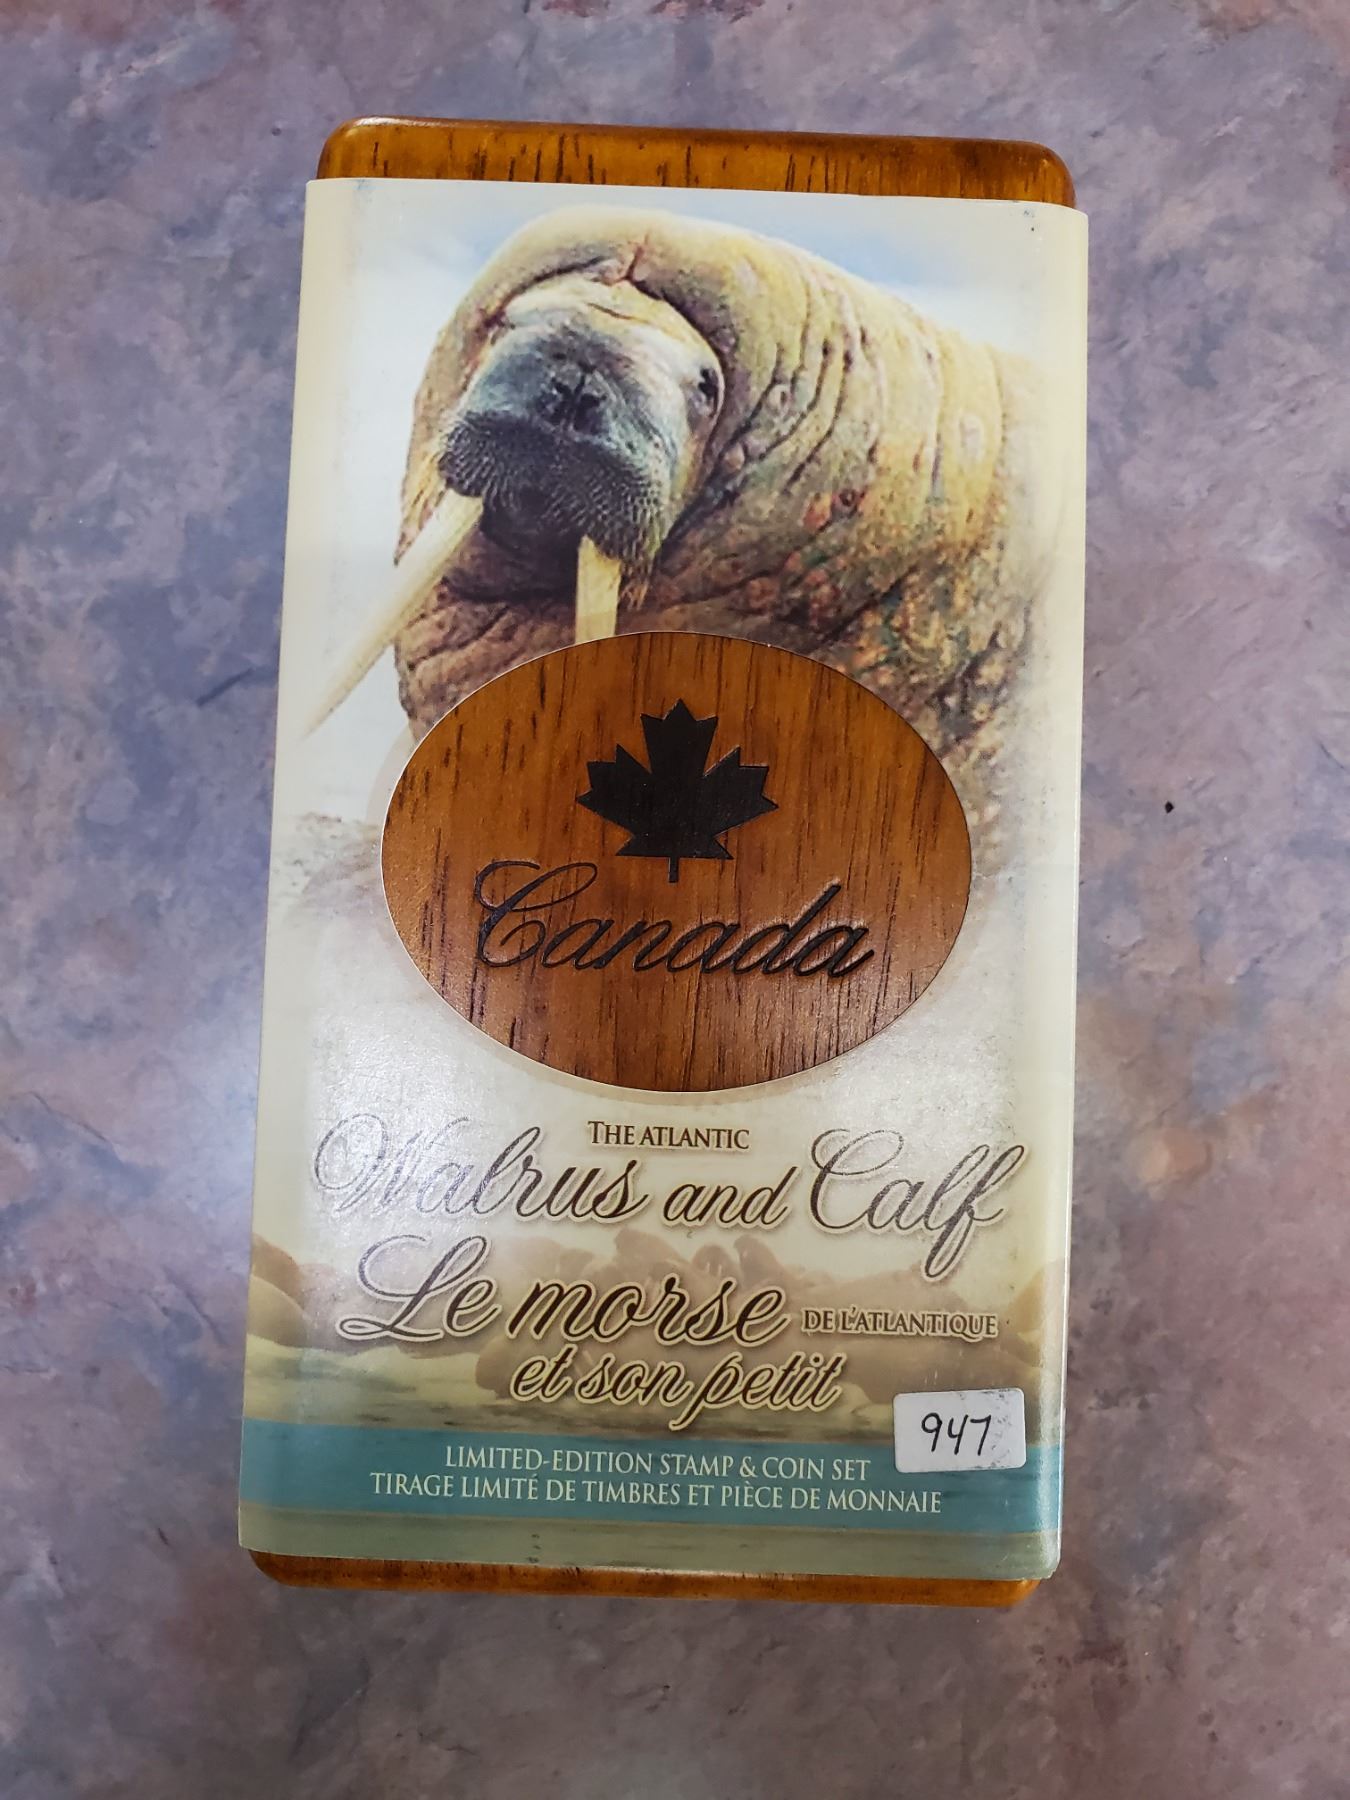 Canada
THE ATLANTIC
Walrus and Calf
Le morse DE L'ATLANTIQUE
et son petit
947
LIMITED-EDITION STAMP & COIN SET
TIRAGE LIMITÉ DE TIMBRES ET PIÈCE DE MONNAIE